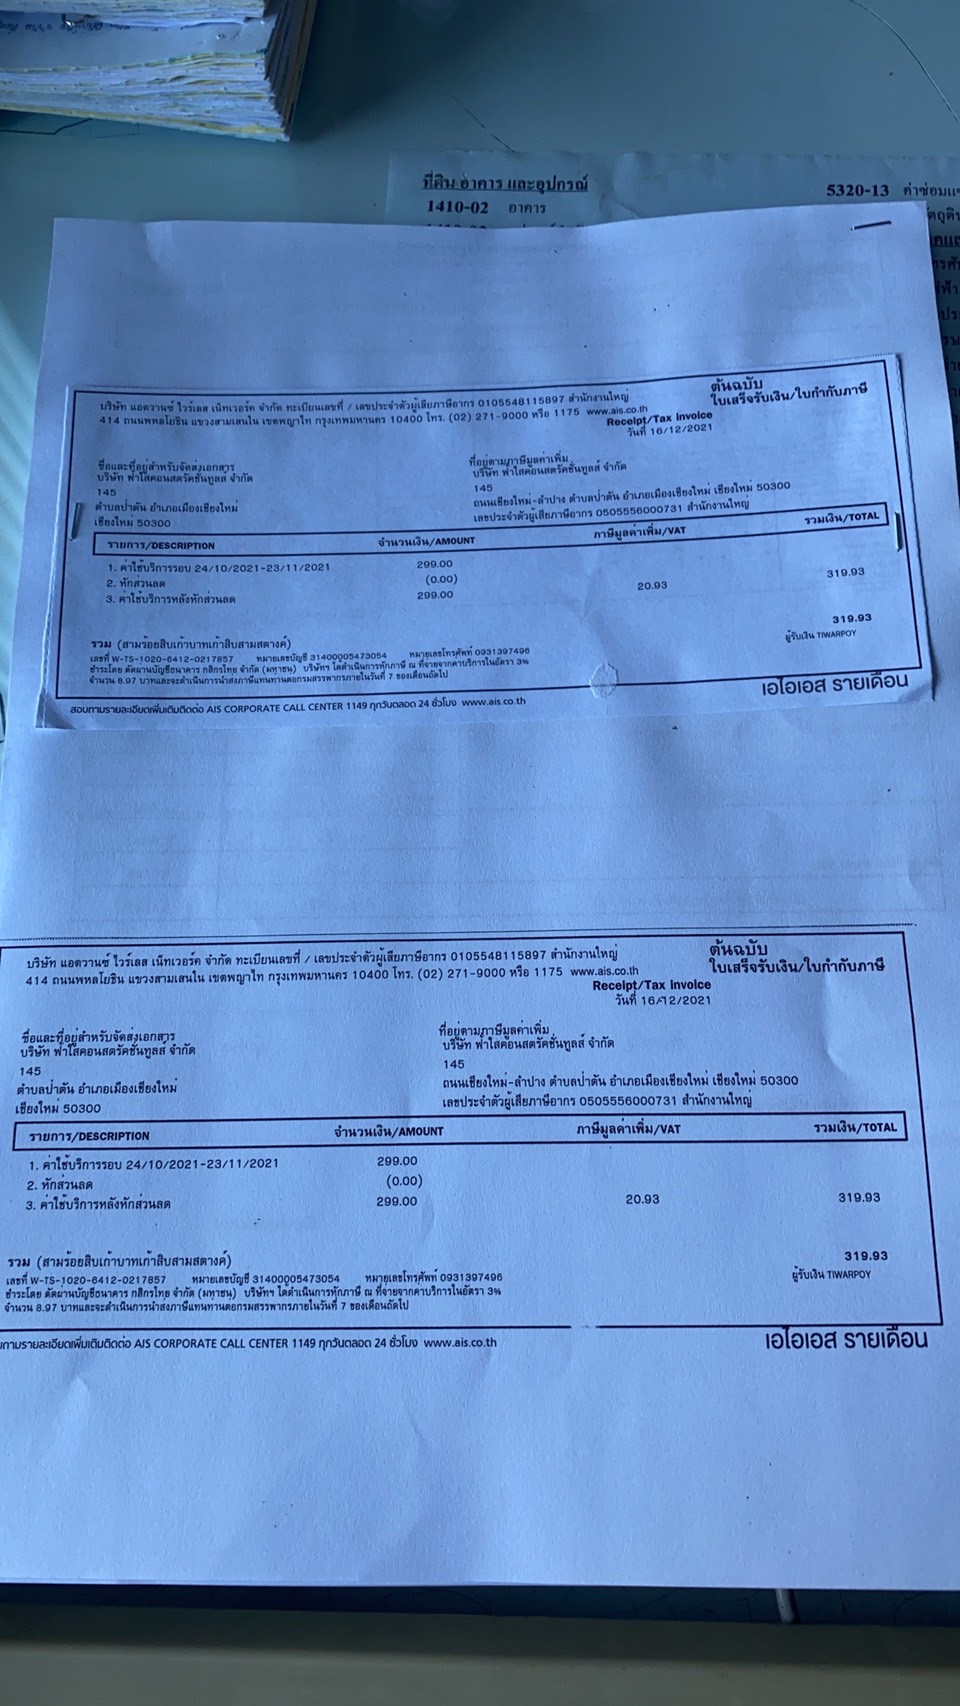 ที่ดิน อาคาร และอุปกรณ์
1410-02 อาคาร
5320-13
บริษัท แอดวานซ์ ไวร์เลส เน็ทเวอร์ค จำกัด ทะเบียนเลขที่ / เลขประจำตัวผู้เสียภาษีอากร 0105548115897 สำนักงานใหญ่
414 ถนนพหลโยธิน แขวงสามเสนใน เขตพญาไท กรุงเทพมหานคร 10400 โทร. (02) 271-9000 หรือ 1175 www.ais.co.th
ต้นฉบับ
ใบเสร็จรับเงิน/ใบกำกับภาษี
Receipt/Tax Invoice
วันที่ 16/12/2021
ชื่อและที่อยู่สำหรับจัดส่งเอกสาร
บริษัท ฟ้าใสคอนสตรัคชั่นทูลส์ จำกัด
145
ตำบลป่าตัน อำเภอเมืองเชียงใหม่
เชียงใหม่ 50300
ที่อยู่ตามภาษีมูลค่าเพิ่ม
บริษัท ฟ้าใสคอนสตรัคชั่นทูลส์ จำกัด
145
ถนนเชียงใหม่-ลำปาง ตำบลป่าตัน อำเภอเมืองเชียงใหม่ เชียงใหม่ 50300
เลขประจำตัวผู้เสียภาษีอากร 0505556000731 สำนักงานใหญ่
รายการ/DESCRIPTION จำนวนเงิน/AMOUNT ภาษีมูลค่าเพิ่ม/VAT รวมเงิน/TOTAL
1. ค่าใช้บริการรอบ 24/10/2021-23/11/2021 299.00
2. หักส่วนลด (0.00)
3. ค่าใช้บริการหลังหักส่วนลด 299.00 20.93 319.93
รวม (สามร้อยสิบเก้าบาทเก้าสิบสามสตางค์) 319.93
เลขที่ W-TS-1020-6412-0217857 หมายเลขบัญชี 31400005473054 หมายเลขโทรศัพท์ 0931397496 ผู้รับเงิน TIWARPOY
ชำระโดย ตัดผ่านบัญชีธนาคาร กสิกรไทย จำกัด (มหาชน) บริษัทฯ ได้ดำเนินการหักภาษี ณ ที่จ่ายจากค่าบริการในอัตรา 3%
จำนวน 8.97 บาทและจะดำเนินการนำส่งภาษีแทนท่านต่อกรมสรรพากรภายในวันที่ 7 ของเดือนถัดไป
สอบถามรายละเอียดเพิ่มเติมติดต่อ AIS CORPORATE CALL CENTER 1149 ทุกวันตลอด 24 ชั่วโมง www.ais.co.th
เอไอเอส รายเดือน
บริษัท แอดวานซ์ ไวร์เลส เน็ทเวอร์ค จำกัด ทะเบียนเลขที่ / เลขประจำตัวผู้เสียภาษีอากร 0105548115897 สำนักงานใหญ่
414 ถนนพหลโยธิน แขวงสามเสนใน เขตพญาไท กรุงเทพมหานคร 10400 โทร. (02) 271-9000 หรือ 1175 www.ais.co.th
ต้นฉบับ
ใบเสร็จรับเงิน/ใบกำกับภาษี
Receipt/Tax Invoice
วันที่ 16/12/2021
ชื่อและที่อยู่สำหรับจัดส่งเอกสาร
บริษัท ฟ้าใสคอนสตรัคชั่นทูลส์ จำกัด
145
ตำบลป่าตัน อำเภอเมืองเชียงใหม่
เชียงใหม่ 50300
ที่อยู่ตามภาษีมูลค่าเพิ่ม
บริษัท ฟ้าใสคอนสตรัคชั่นทูลส์ จำกัด
145
ถนนเชียงใหม่-ลำปาง ตำบลป่าตัน อำเภอเมืองเชียงใหม่ เชียงใหม่ 50300
เลขประจำตัวผู้เสียภาษีอากร 0505556000731 สำนักงานใหญ่
รายการ/DESCRIPTION จำนวนเงิน/AMOUNT ภาษีมูลค่าเพิ่ม/VAT รวมเงิน/TOTAL
1. ค่าใช้บริการรอบ 24/10/2021-23/11/2021 299.00
2. หักส่วนลด (0.00)
3. ค่าใช้บริการหลังหักส่วนลด 299.00 20.93 319.93
รวม (สามร้อยสิบเก้าบาทเก้าสิบสามสตางค์) 319.93
เลขที่ W-TS-1020-6412-0217857 หมายเลขบัญชี 31400005473054 หมายเลขโทรศัพท์ 0931397496 ผู้รับเงิน TIWARPOY
ชำระโดย ตัดผ่านบัญชีธนาคาร กสิกรไทย จำกัด (มหาชน) บริษัทฯ ได้ดำเนินการหักภาษี ณ ที่จ่ายจากค่าบริการในอัตรา 3%
จำนวน 8.97 บาทและจะดำเนินการนำส่งภาษีแทนท่านต่อกรมสรรพากรภายในวันที่ 7 ของเดือนถัดไป
ถามรายละเอียดเพิ่มเติมติดต่อ AIS CORPORATE CALL CENTER 1149 ทุกวันตลอด 24 ชั่วโมง www.ais.co.th
เอไอเอส รายเดือน